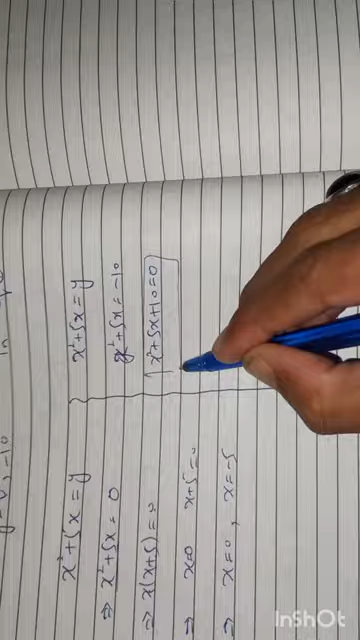 x² + 5x = y
⇒ x² + 5x = 0
⇒ x(x+5) = 0
⇒ x=0 x+5=0
⇒ x=0, x=-5
x² + 5x = y
x² + 5x = -10
x² + 5x + 10 = 0
-10
InShOt